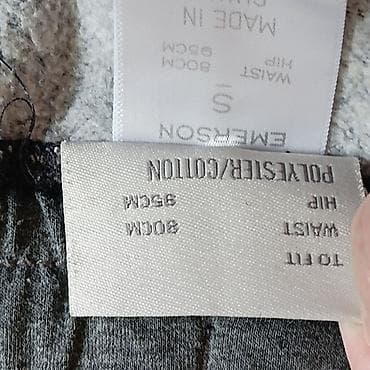 TO FIT
WAIST 80CM
HIP 95CM
POLYESTER/COTTON
EMERSON
S
WAIST 80CM
HIP 95CM
MADE IN